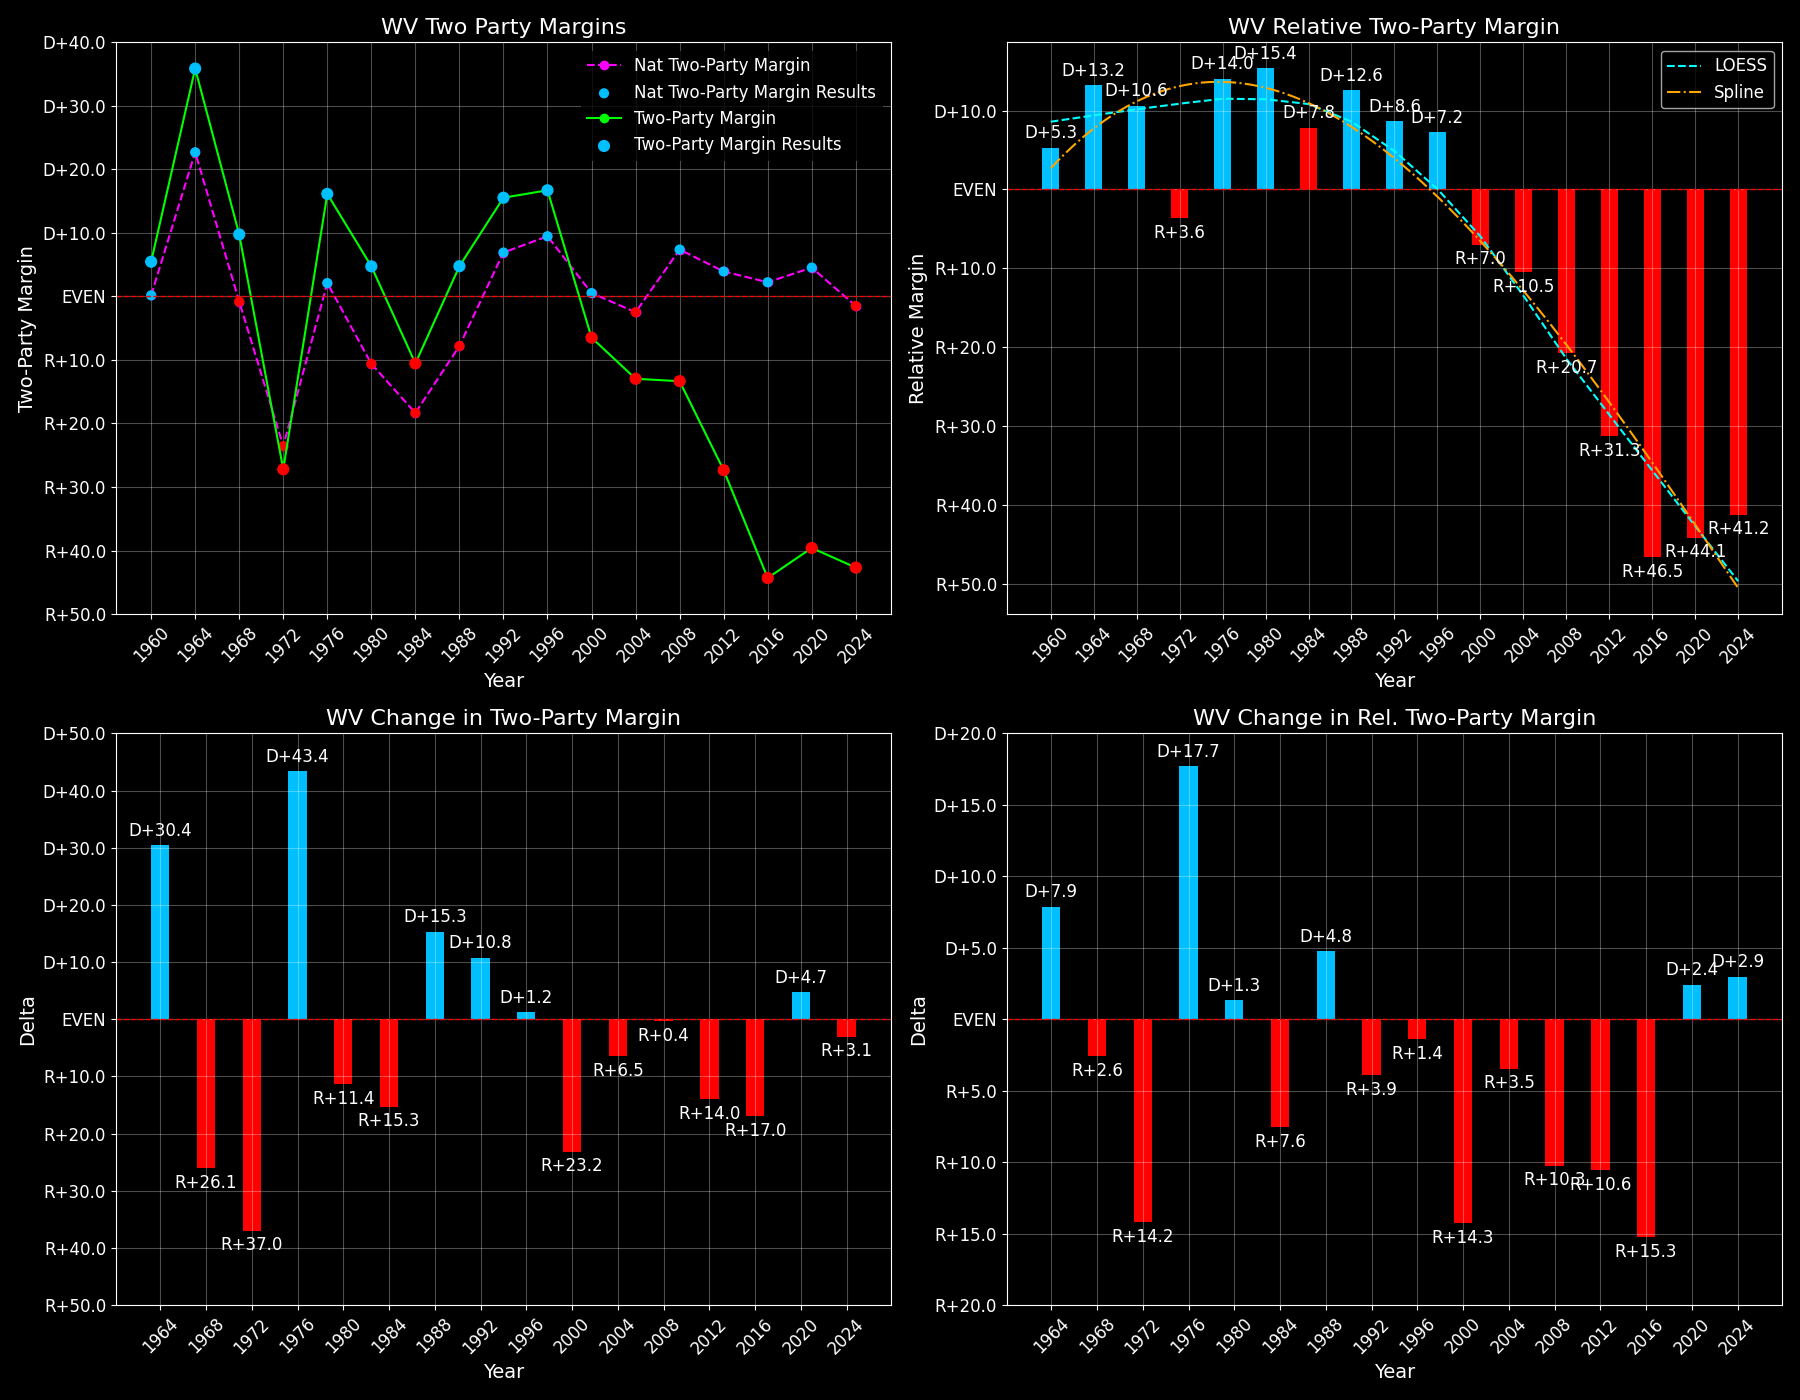 WV Two Party Margins
D+40.0
D+30.0
D+20.0
D+10.0
EVEN
R+10.0
R+20.0
R+30.0
R+40.0
R+50.0
Two-Party Margin
Nat Two-Party Margin
Nat Two-Party Margin Results
Two-Party Margin
Two-Party Margin Results
1960 1964 1968 1972 1976 1980 1984 1988 1992 1996 2000 2004 2008 2012 2016 2020 2024
Year
WV Relative Two-Party Margin
D+10.0
EVEN
R+10.0
R+20.0
R+30.0
R+40.0
R+50.0
Relative Margin
LOESS
Spline
D+5.3
D+13.2
D+10.6
R+3.6
D+14.0
D+15.4
D+7.8
D+12.6
D+8.6
D+7.2
R+7.0
R+10.5
R+20.7
R+31.3
R+46.5
R+44.1
R+41.2
1960 1964 1968 1972 1976 1980 1984 1988 1992 1996 2000 2004 2008 2012 2016 2020 2024
Year
WV Change in Two-Party Margin
D+50.0
D+40.0
D+30.0
D+20.0
D+10.0
EVEN
R+10.0
R+20.0
R+30.0
R+40.0
R+50.0
Delta
D+30.4
R+26.1
R+37.0
D+43.4
R+11.4
R+15.3
D+15.3
D+10.8
D+1.2
R+23.2
R+6.5
R+0.4
R+14.0
R+17.0
D+4.7
R+3.1
1964 1968 1972 1976 1980 1984 1988 1992 1996 2000 2004 2008 2012 2016 2020 2024
Year
WV Change in Rel. Two-Party Margin
D+20.0
D+15.0
D+10.0
D+5.0
EVEN
R+5.0
R+10.0
R+15.0
R+20.0
Delta
D+7.9
R+2.6
R+14.2
D+17.7
D+1.3
R+7.6
D+4.8
R+3.9
R+1.4
R+14.3
R+3.5
R+10.3
R+10.6
R+15.3
D+2.4
D+2.9
1964 1968 1972 1976 1980 1984 1988 1992 1996 2000 2004 2008 2012 2016 2020 2024
Year